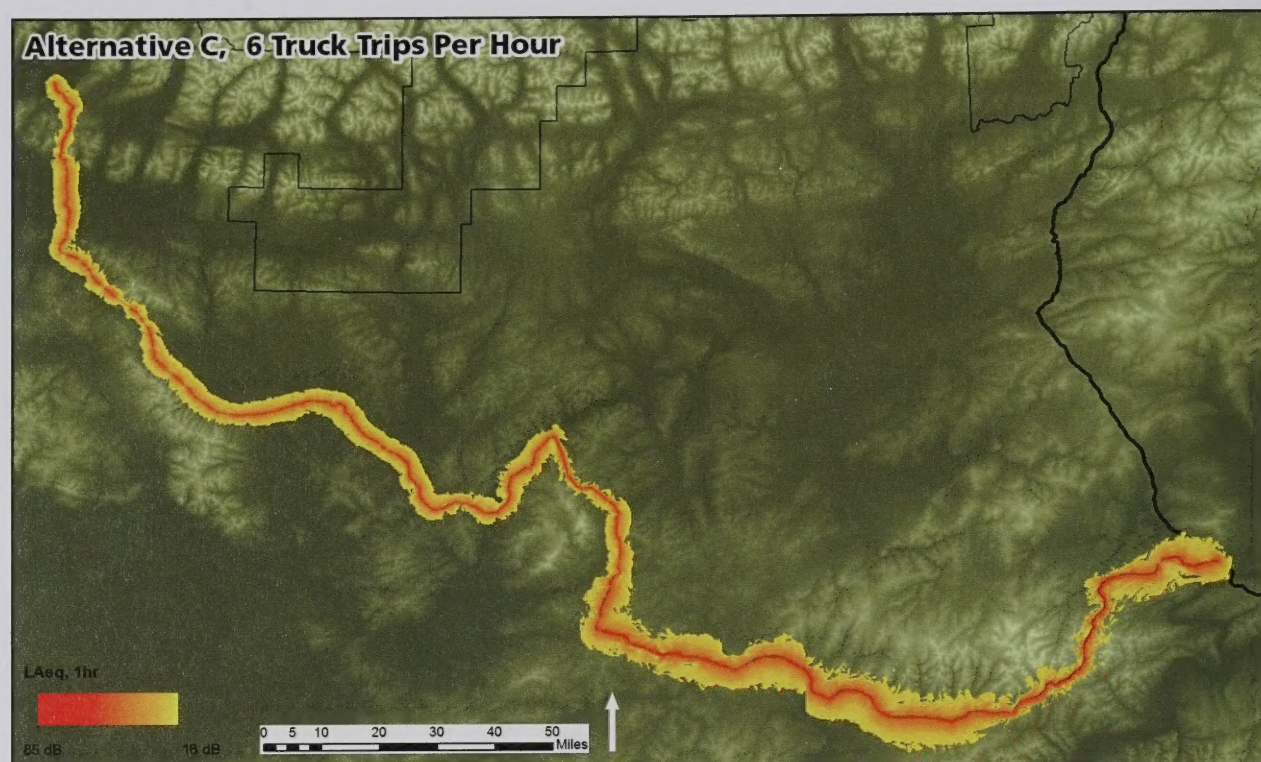 Alternative C, 6 Truck Trips Per Hour
LAeq, 1hr
85 dB 16 dB
0 5 10 20 30 40 50
Miles